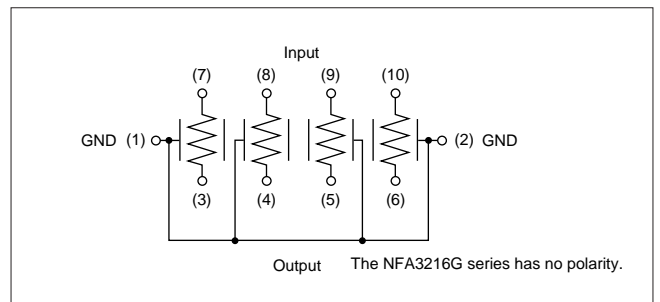 Input
(7) (8) (9) (10)
GND (1) (2) GND
(3) (4) (5) (6)
Output The NFA3216G series has no polarity.